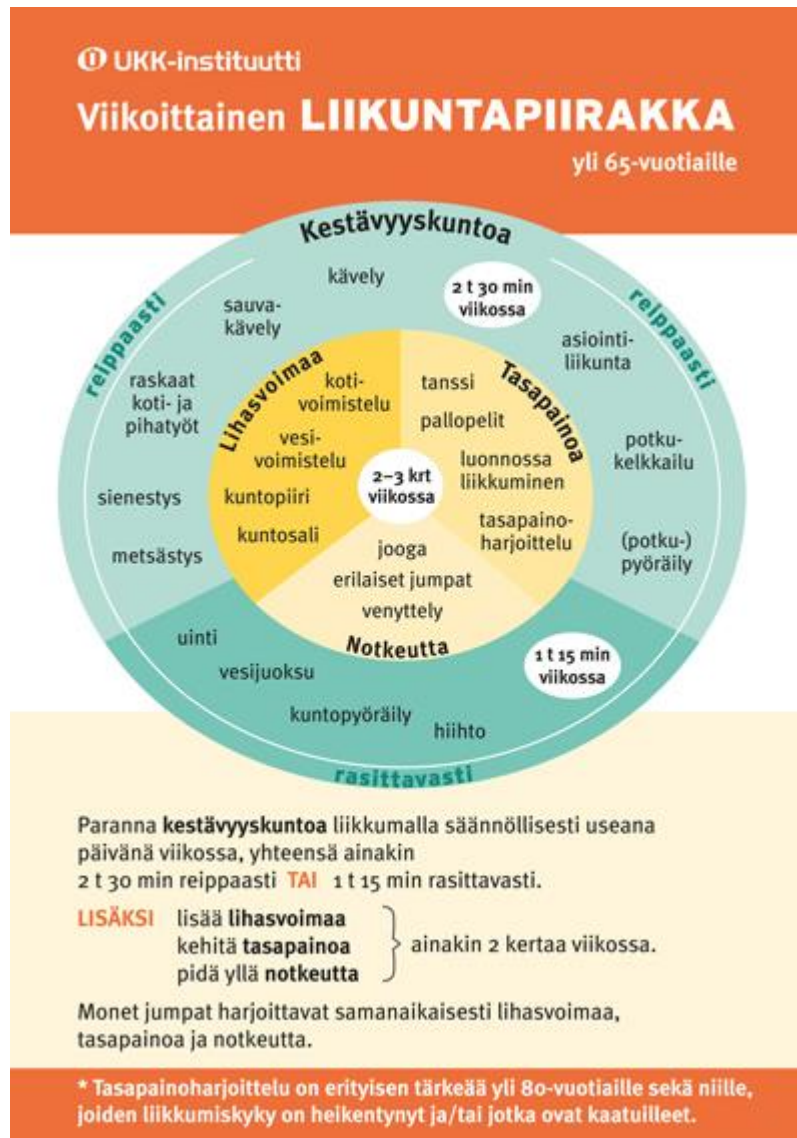 UKK-instituutti
Viikoittainen LIIKUNTAPIIRAKKA
yli 65-vuotiaille
Kestävyyskuntoa
reippaasti
reippaasti
kävely
2 t 30 min
viikossa
sauva-
kävely
asiointi-
liikunta
raskaat
koti- ja
pihatyöt
potku-
kelkkailu
sienestys
metsästys
(potku-)
pyöräily
Lihasvoimaa
koti-
voimistelu
vesi-
voimistelu
kuntopiiri
kuntosali
Tasapainoa
tanssi
pallopelit
luonnossa
liikkuminen
tasapaino-
harjoittelu
2–3 krt
viikossa
jooga
erilaiset jumpat
venyttely
Notkeutta
uinti
vesijuoksu
kuntopyöräily
hiihto
1 t 15 min
viikossa
rasittavasti
Paranna kestävyyskuntoa liikkumalla säännöllisesti useana
päivänä viikossa, yhteensä ainakin
2 t 30 min reippaasti TAI 1 t 15 min rasittavasti.
LISÄKSI lisää lihasvoimaa
kehitä tasapainoa
pidä yllä notkeutta
ainakin 2 kertaa viikossa.
Monet jumpat harjoittavat samanaikaisesti lihasvoimaa,
tasapainoa ja notkeutta.
* Tasapainoharjoittelu on erityisen tärkeää yli 80-vuotiaille sekä niille,
joiden liikkumiskyky on heikentynyt ja/tai jotka ovat kaatuilleet.